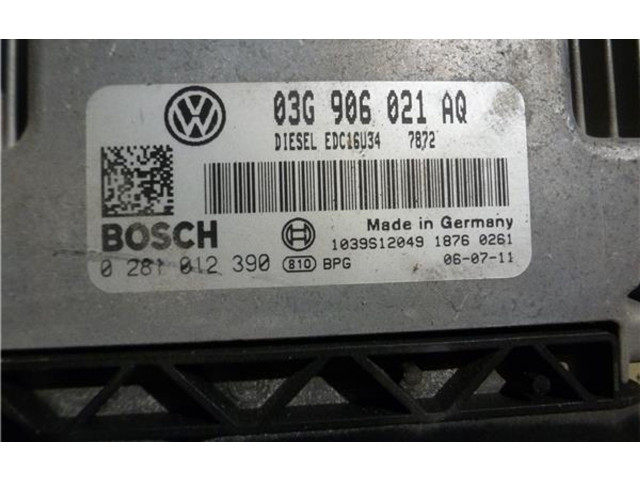 03G 906 021 AQ
DIESEL EDC16U34 7872
BOSCH
Made in Germany
1039S12049 1876 0261
0 281 012 390 810 BPG 06-07-11